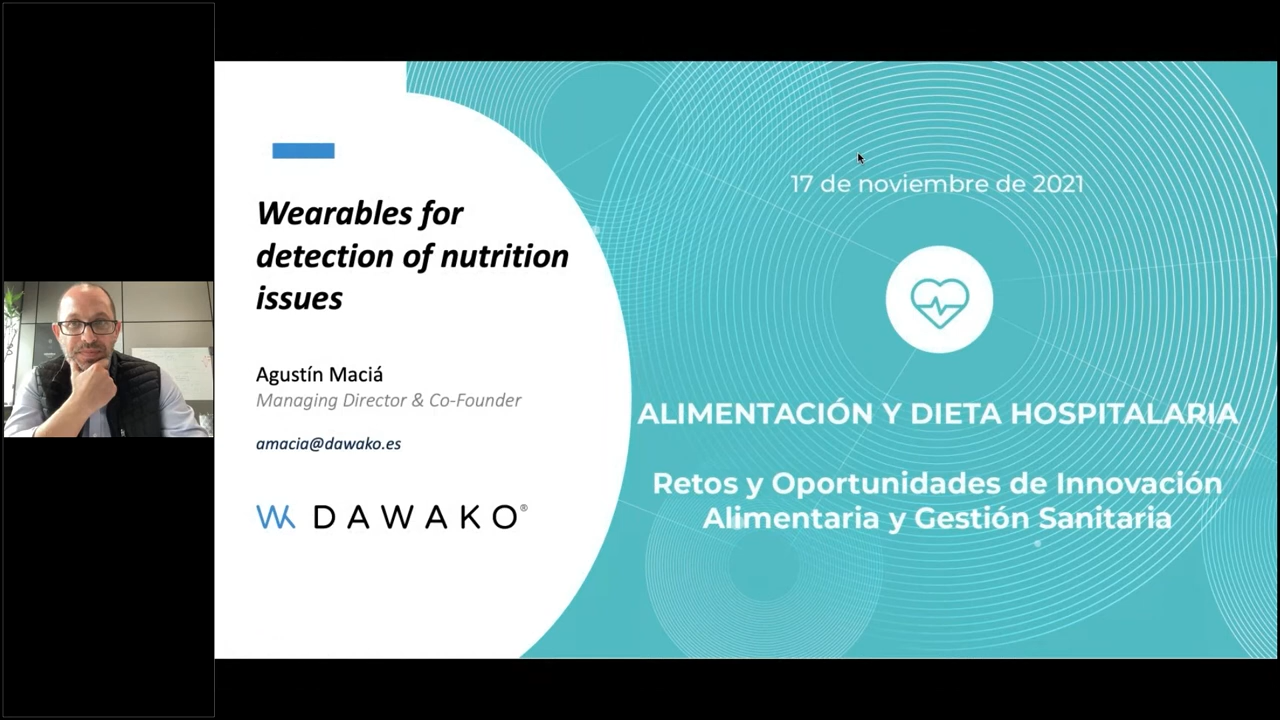 Wearables for
detection of nutrition
issues
Agustín Maciá
Managing Director & Co-Founder
amacia@dawako.es
DAWAKO®
17 de noviembre de 2021
ALIMENTACIÓN Y DIETA HOSPITALARIA
Retos y Oportunidades de Innovación
Alimentaria y Gestión Sanitaria